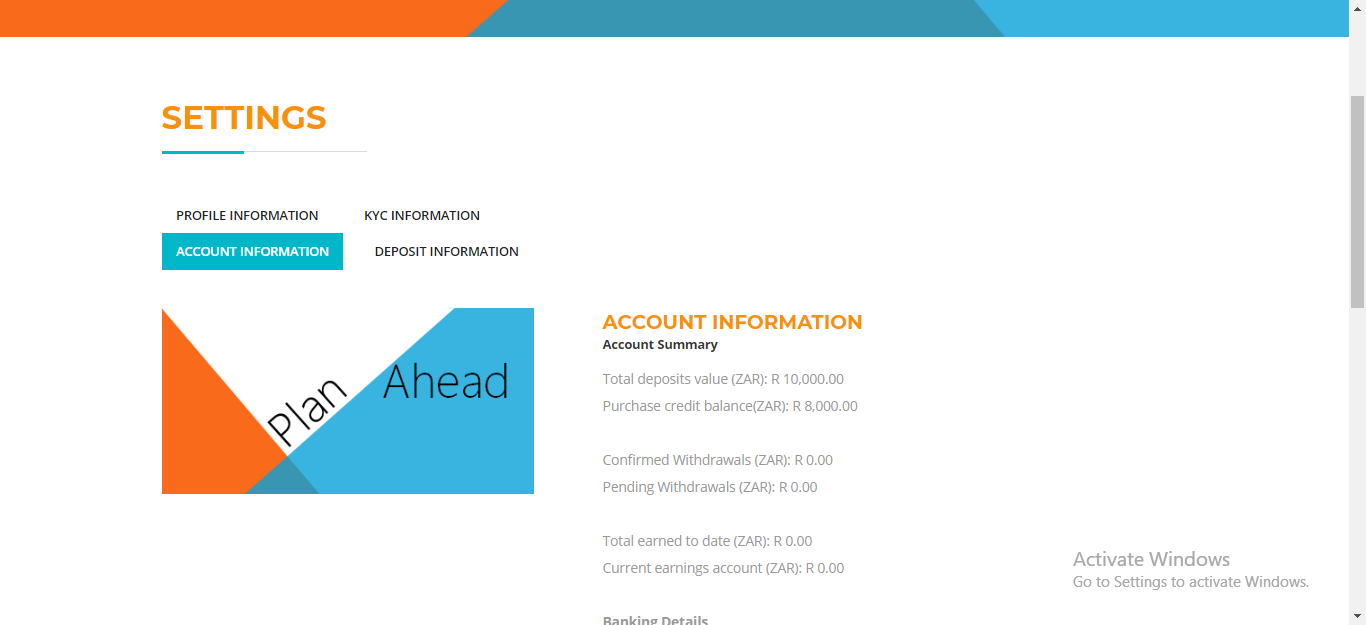 SETTINGS
PROFILE INFORMATION
KYC INFORMATION
ACCOUNT INFORMATION
DEPOSIT INFORMATION
Plan Ahead
ACCOUNT INFORMATION
Account Summary
Total deposits value (ZAR): R 10,000.00
Purchase credit balance(ZAR): R 8,000.00
Confirmed Withdrawals (ZAR): R 0.00
Pending Withdrawals (ZAR): R 0.00
Total earned to date (ZAR): R 0.00
Current earnings account (ZAR): R 0.00
Banking Details
Activate Windows
Go to Settings to activate Windows.